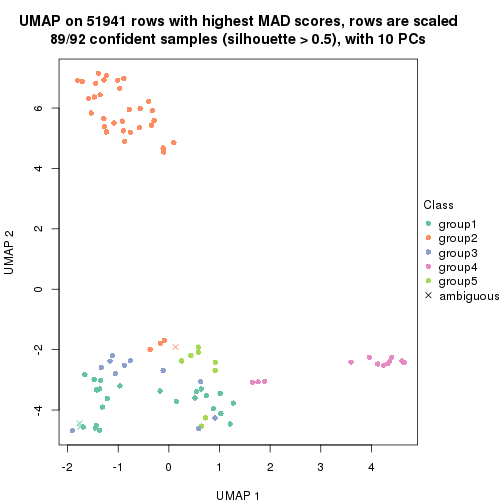 UMAP on 51941 rows with highest MAD scores, rows are scaled
89/92 confident samples (silhouette > 0.5), with 10 PCs
6
4
2
0
-2
-4
UMAP 2
-2
-1
0
1
2
3
4
UMAP 1
Class
group1
group2
group3
group4
group5
ambiguous